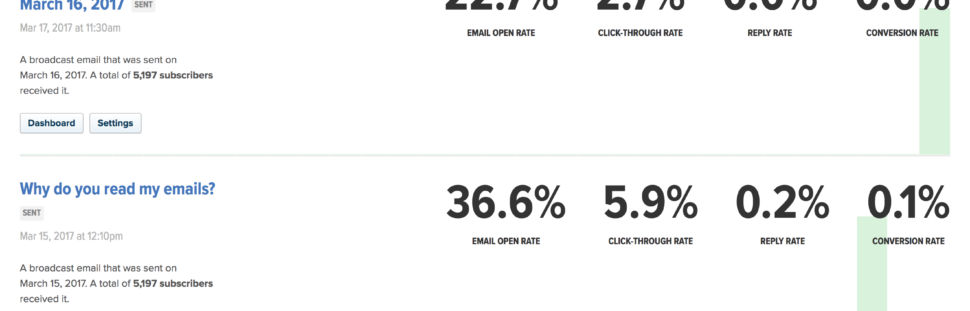 March 16, 2017 SENT
Mar 17, 2017 at 11:30am
EMAIL OPEN RATE CLICK-THROUGH RATE REPLY RATE CONVERSION RATE
A broadcast email that was sent on
March 16, 2017. A total of 5,197 subscribers
received it.
Dashboard Settings
Why do you read my emails?
SENT
36.6% 5.9% 0.2% 0.1%
Mar 15, 2017 at 12:10pm
EMAIL OPEN RATE CLICK-THROUGH RATE REPLY RATE CONVERSION RATE
A broadcast email that was sent on
March 15, 2017. A total of 5,197 subscribers
received it.